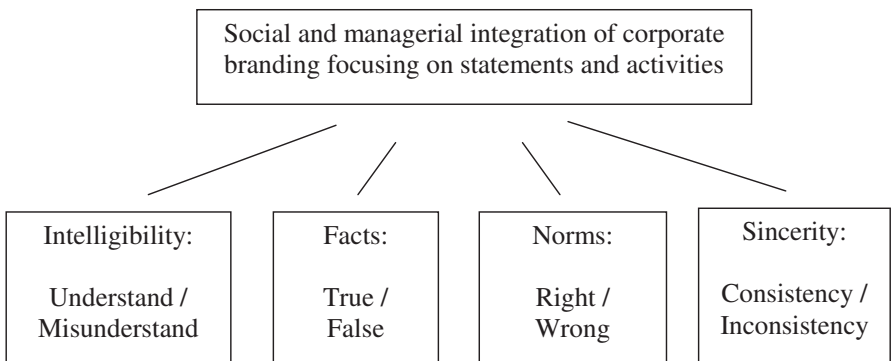 Social and managerial integration of corporate
branding focusing on statements and activities
Intelligibility:
Understand /
Misunderstand
Facts:
True /
False
Norms:
Right /
Wrong
Sincerity:
Consistency /
Inconsistency